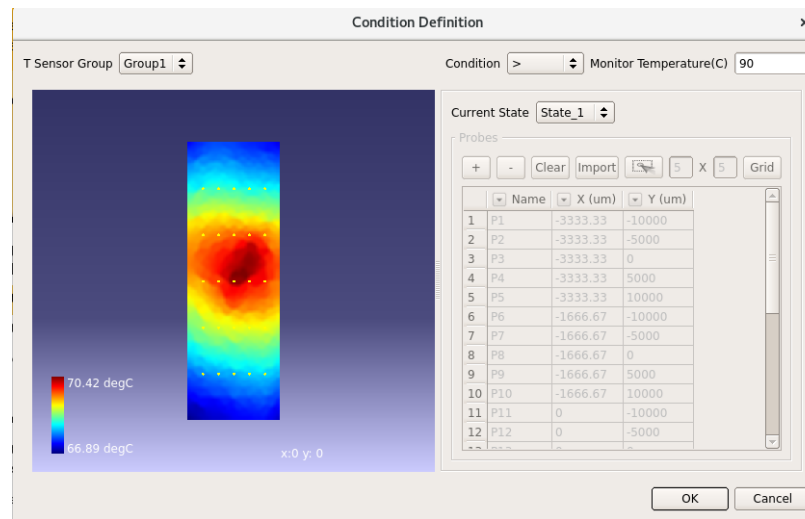 Condition Definition
T Sensor Group Group1 Condition > Monitor Temperature(C) 90
Current State State_1
Probes
+ - Clear Import 5 X 5 Grid
Name X (um) Y (um)
1 P1 -3333.33 -10000
2 P2 -3333.33 -5000
3 P3 -3333.33 0
4 P4 -3333.33 5000
5 P5 -3333.33 10000
6 P6 -1666.67 -10000
7 P7 -1666.67 -5000
8 P8 -1666.67 0
9 P9 -1666.67 5000
10 P10 -1666.67 10000
11 P11 0 -10000
12 P12 0 -5000
70.42 degC
66.89 degC
x:0 y: 0
OK Cancel